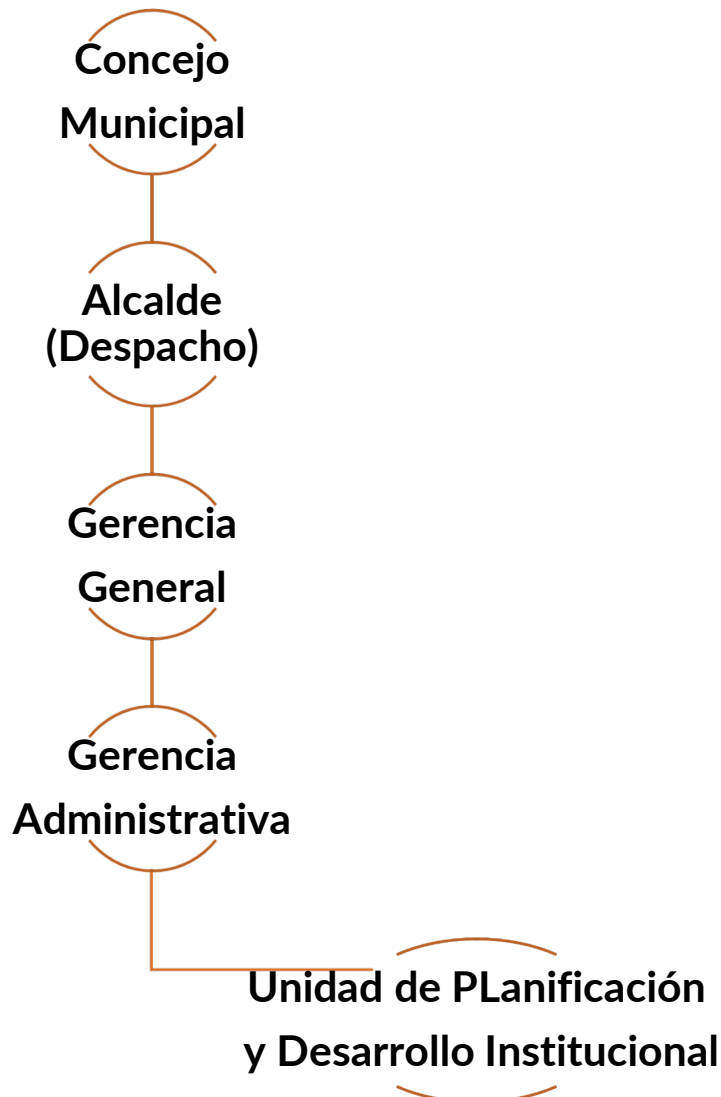 Concejo
Municipal
Alcalde
(Despacho)
Gerencia
General
Gerencia
Administrativa
Unidad de PLanificación
y Desarrollo Institucional